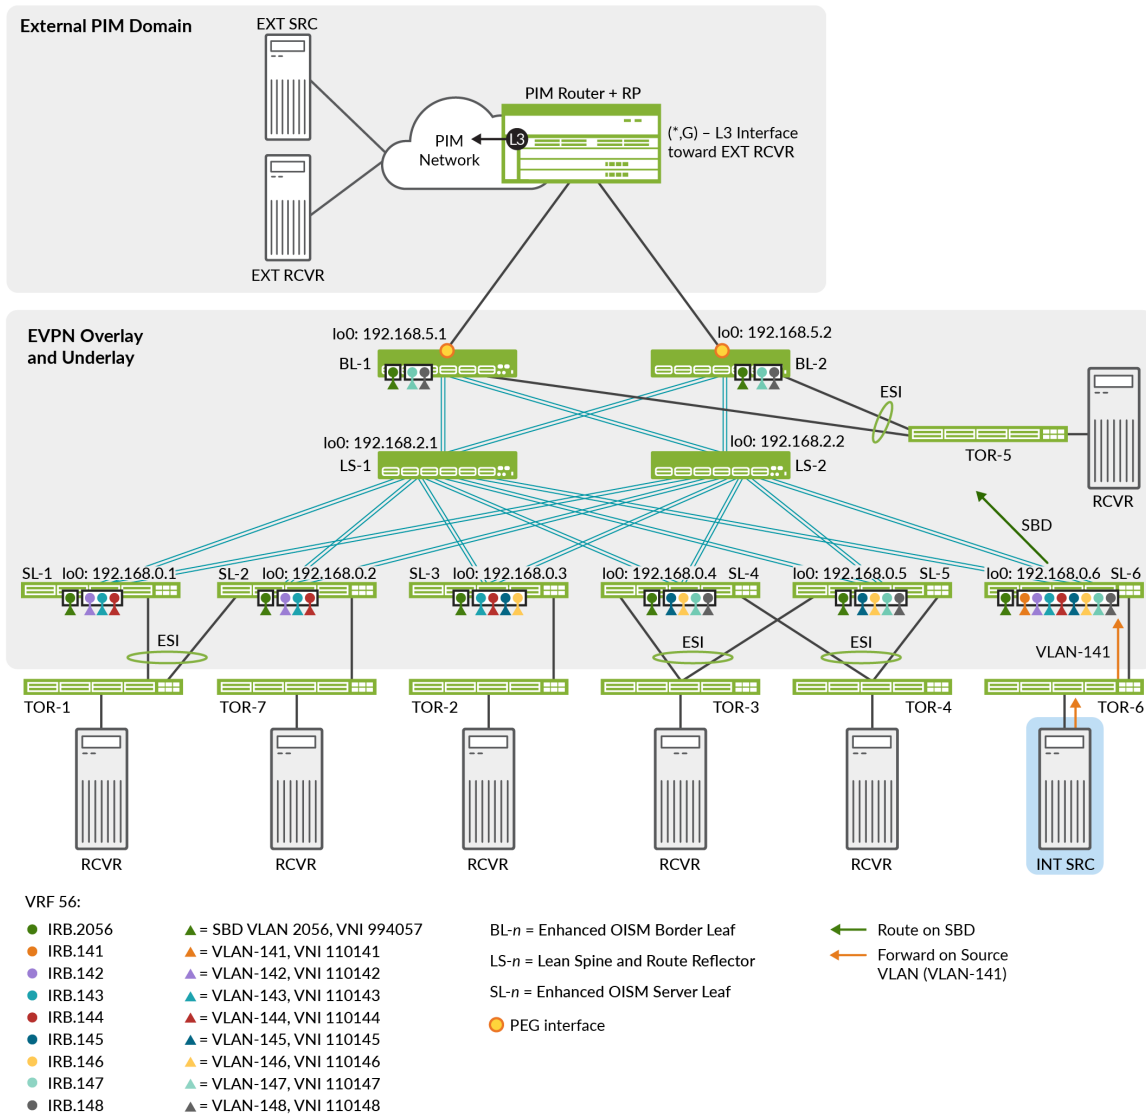 External PIM Domain
EXT SRC
EXT RCVR
PIM
Network
PIM Router + RP
L3
(*,G) – L3 Interface
toward EXT RCVR
EVPN Overlay
and Underlay
lo0: 192.168.5.1
lo0: 192.168.5.2
BL-1
BL-2
ESI
TOR-5
RCVR
lo0: 192.168.2.1
lo0: 192.168.2.2
LS-1
LS-2
SBD
SL-1 lo0: 192.168.0.1
SL-2 lo0: 192.168.0.2
SL-3 lo0: 192.168.0.3
lo0: 192.168.0.4 SL-4
lo0: 192.168.0.5 SL-5
lo0: 192.168.0.6 SL-6
ESI
ESI
ESI
VLAN-141
TOR-1
TOR-7
TOR-2
TOR-3
TOR-4
TOR-6
RCVR
RCVR
RCVR
RCVR
RCVR
INT SRC
VRF 56:
IRB.2056
IRB.141
IRB.142
IRB.143
IRB.144
IRB.145
IRB.146
IRB.147
IRB.148
= SBD VLAN 2056, VNI 994057
= VLAN-141, VNI 110141
= VLAN-142, VNI 110142
= VLAN-143, VNI 110143
= VLAN-144, VNI 110144
= VLAN-145, VNI 110145
= VLAN-146, VNI 110146
= VLAN-147, VNI 110147
= VLAN-148, VNI 110148
BL-n = Enhanced OISM Border Leaf
LS-n = Lean Spine and Route Reflector
SL-n = Enhanced OISM Server Leaf
PEG interface
Route on SBD
Forward on Source
VLAN (VLAN-141)